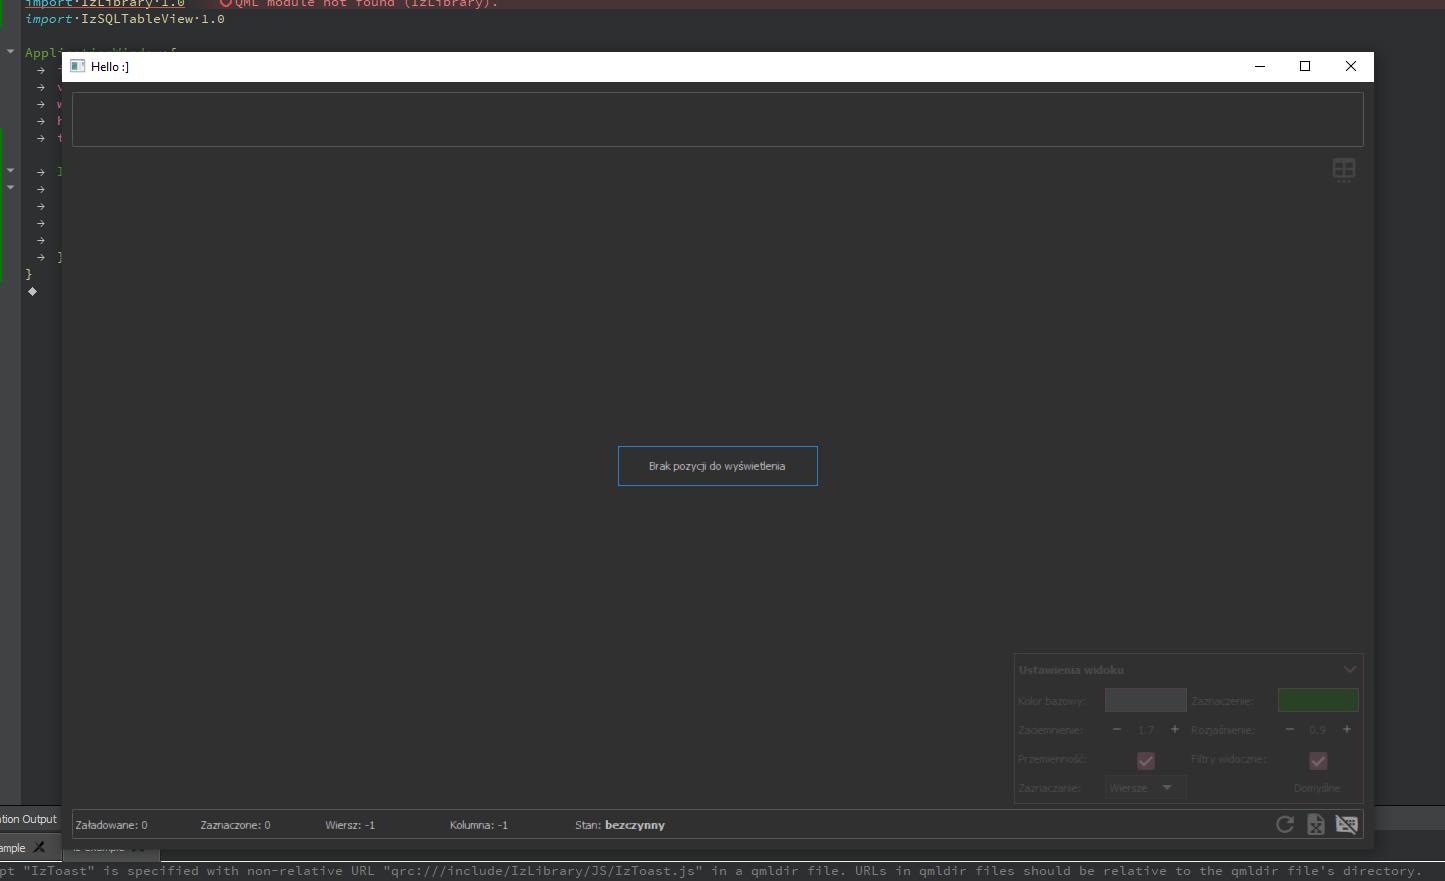 import·IzLibrary·1.0 QML module not found (IzLibrary).
import·IzSQLTableView·1.0
Hello :]
}
}
Brak pozycji do wyświetlenia
Ustawienia widoku
Kolor bazowy: Zaznaczenie:
Zaciemnienie: − 1.7 + Rozjaśnienie: − 0.9 +
Przemienność: Filtry widoczne:
Zaznaczanie: Wiersze Domyślne
Załadowane: 0 Zaznaczone: 0 Wiersz: -1 Kolumna: -1 Stan: bezczynny
ation Output
ample
pt "IzToast" is specified with non-relative URL "qrc:///include/IzLibrary/JS/IzToast.js" in a qmldir file. URLs in qmldir files should be relative to the qmldir file's directory.